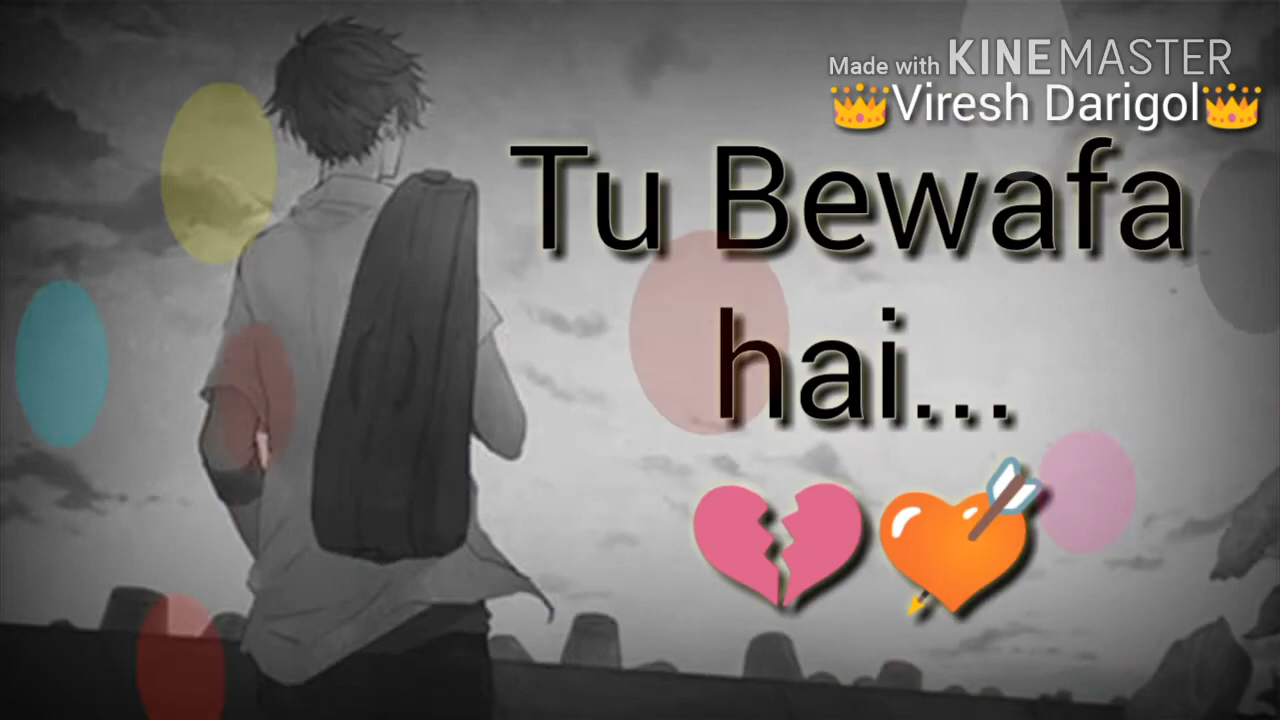 Made with KINEMASTER
👑Viresh Darigol👑
Tu Bewafa
hai...
💔💘